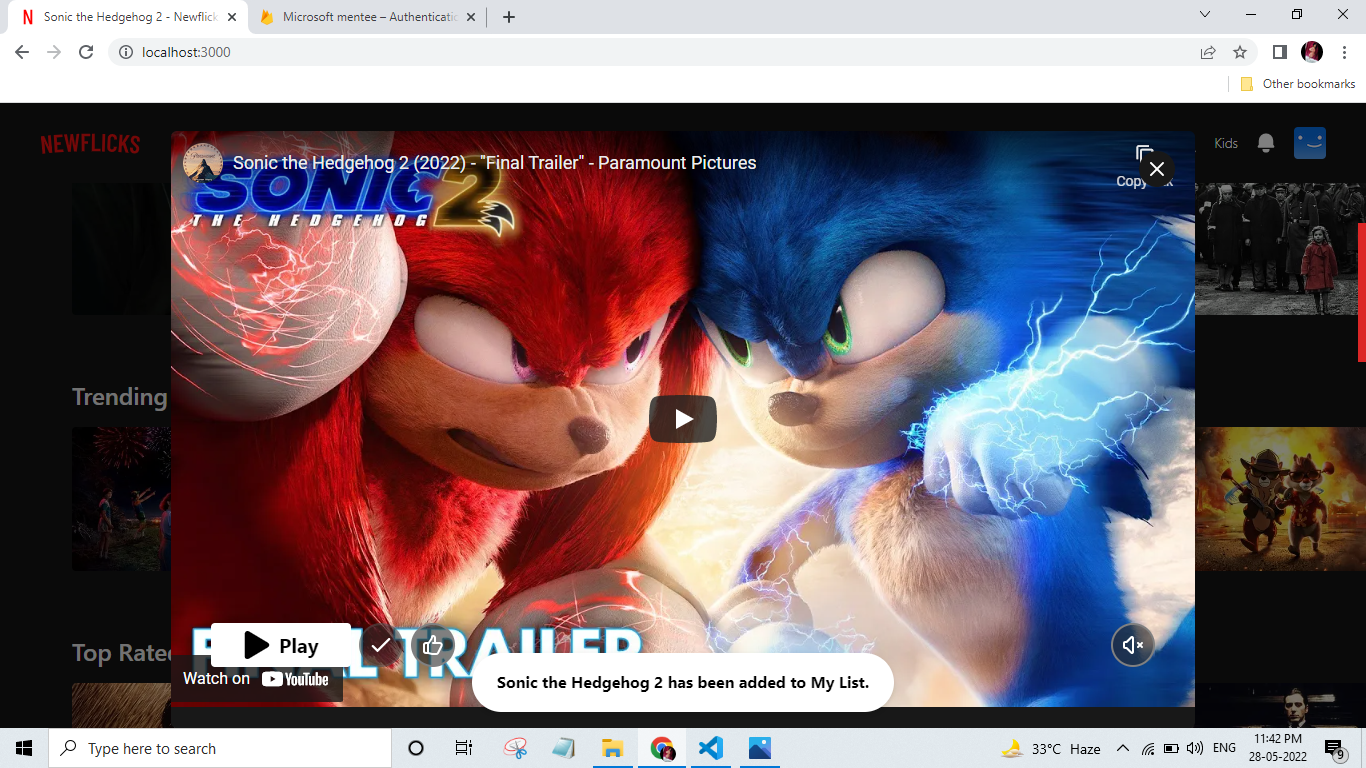 Sonic the Hedgehog 2 - Newflick
Microsoft mentee – Authenticatio
localhost:3000
Other bookmarks
NEWFLICKS
Kids
Sonic the Hedgehog 2 (2022) - "Final Trailer" - Paramount Pictures
SONIC 2
THE HEDGEHOG
Trending
Top Rated
FINAL TRAILER
Play
Watch on YouTube
Sonic the Hedgehog 2 has been added to My List.
Type here to search
33°C Haze
ENG
11:42 PM
28-05-2022
9